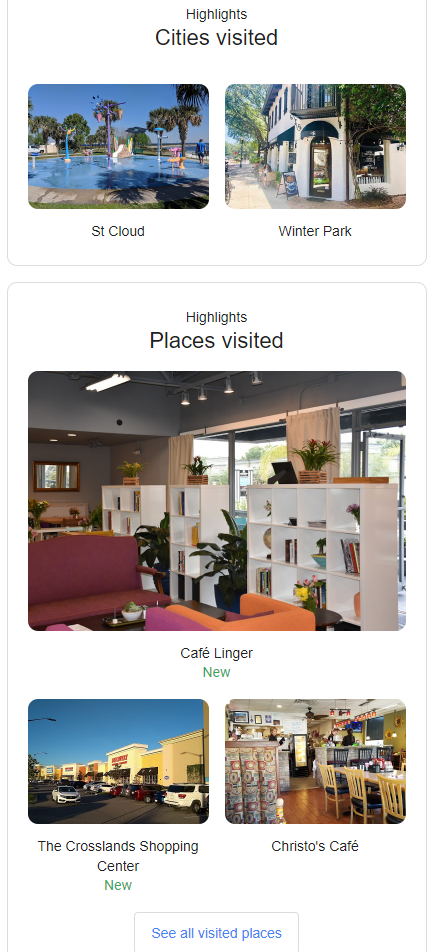 Highlights
Cities visited
St Cloud
Winter Park
Highlights
Places visited
Café Linger
New
The Crosslands Shopping
Center
New
Christo's Café
See all visited places